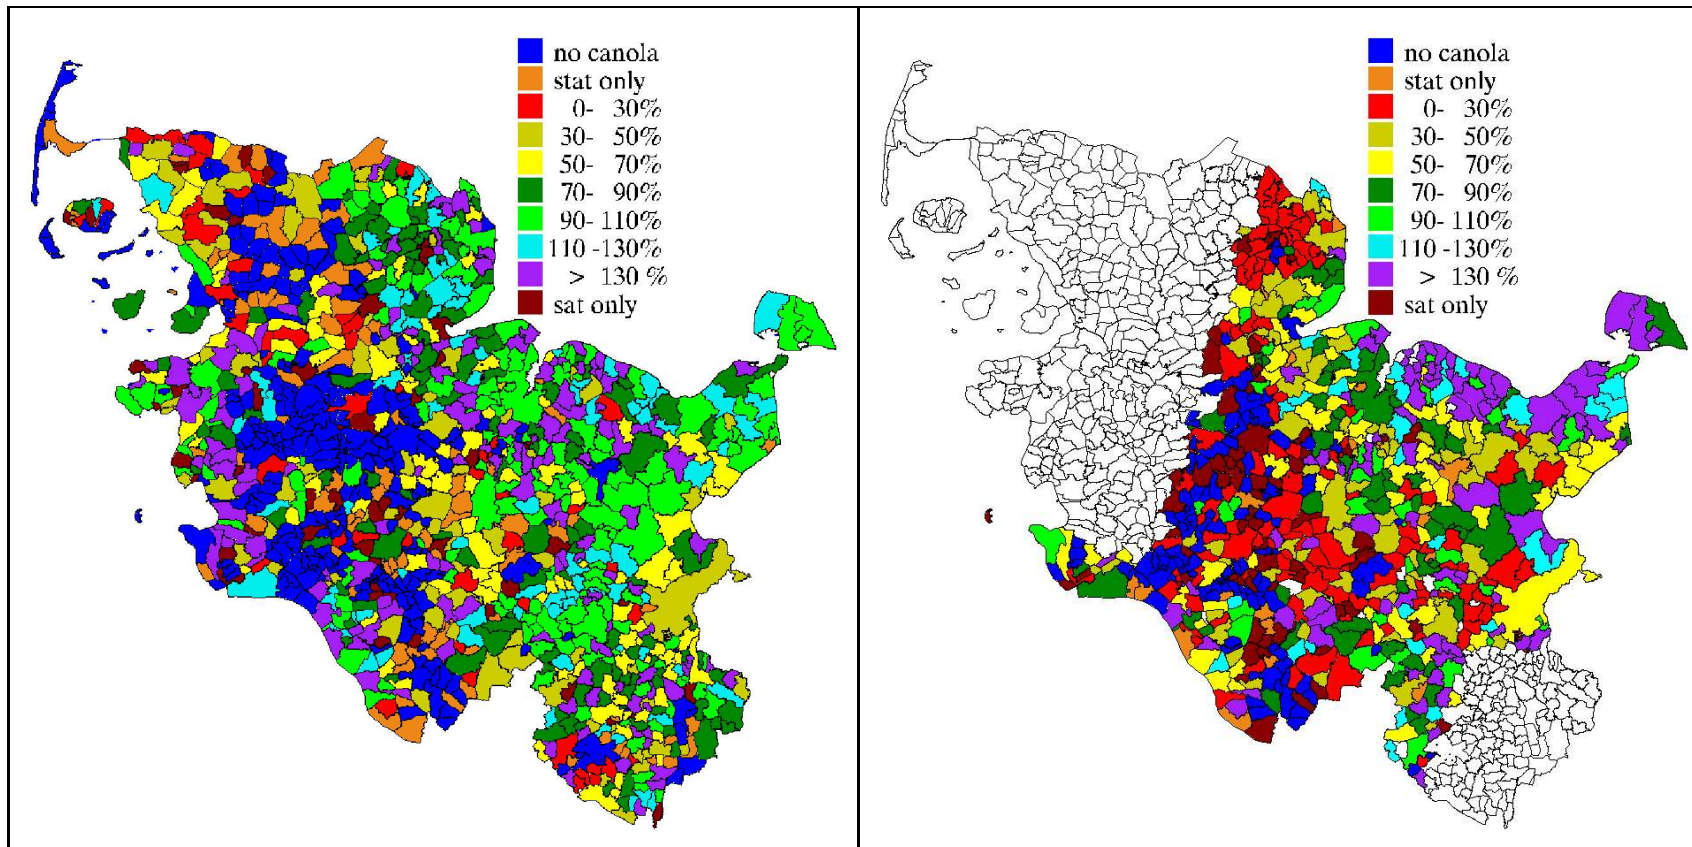 no canola
stat only
0- 30%
30- 50%
50- 70%
70- 90%
90- 110%
110 -130%
> 130 %
sat only
no canola
stat only
0- 30%
30- 50%
50- 70%
70- 90%
90- 110%
110 -130%
> 130 %
sat only